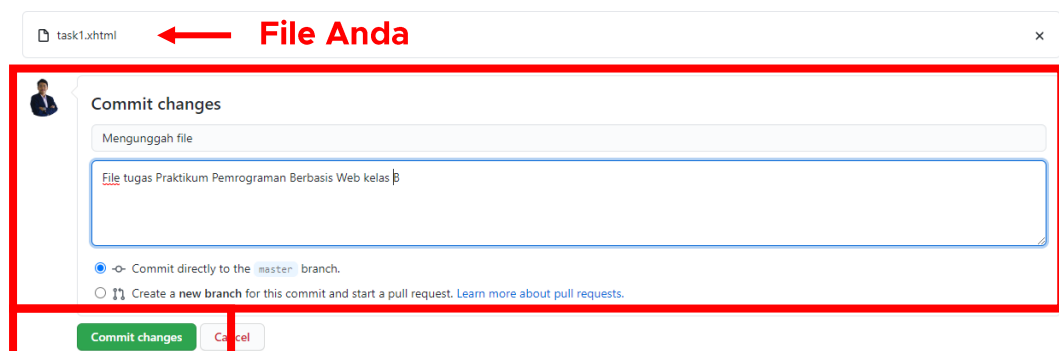 task1.xhtml
File Anda
Commit changes
Mengunggah file
File tugas Praktikum Pemrograman Berbasis Web kelas B
Commit directly to the master branch.
Create a new branch for this commit and start a pull request. Learn more about pull requests.
Commit changes
Cancel